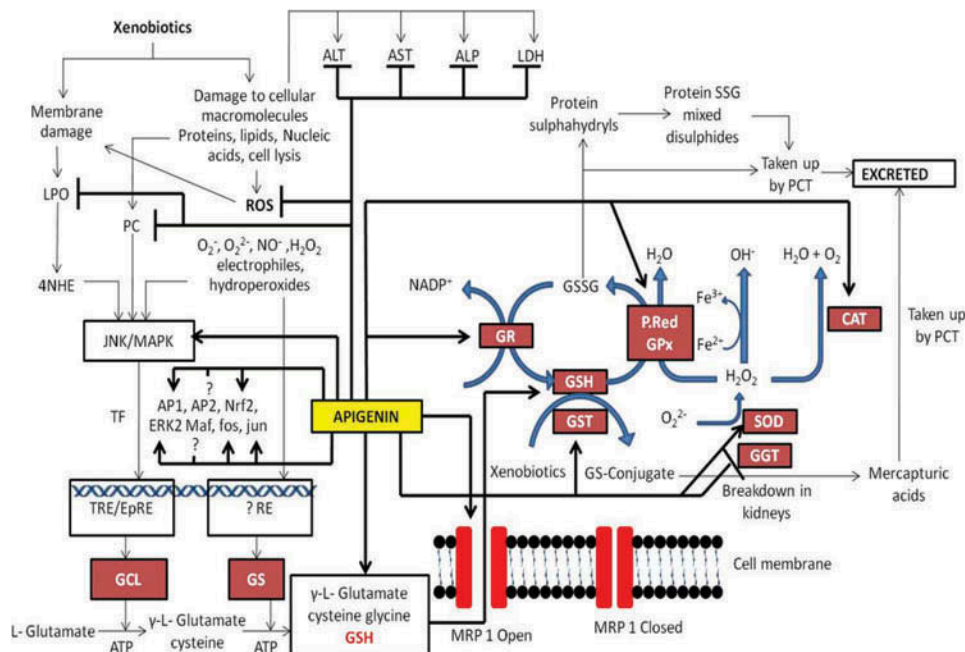 Xenobiotics
ALT
AST
ALP
LDH
Membrane
damage
Damage to cellular
macromolecules
Proteins, lipids, Nucleic
acids, cell lysis
Protein
sulphahydryls
Protein SSG
mixed
disulphides
Taken up
by PCT
EXCRETED
LPO
ROS
PC
O₂⁻, O₂²⁻, NO⁻ ,H₂O₂
electrophiles,
hydroperoxides
4NHE
NADP⁺
GSSG
H₂O
OH⁻
H₂O + O₂
Fe³⁺
Fe²⁺
P.Red
GPx
CAT
GR
Taken up
by PCT
JNK/MAPK
GSH
H₂O₂
?
AP1, AP2, Nrf2,
ERK2 Maf, fos, jun
?
TF
APIGENIN
GST
O₂²⁻
SOD
GGT
Xenobiotics
GS-Conjugate
Breakdown in
kidneys
Mercapturic
acids
TRE/EpRE
? RE
Cell membrane
GCL
GS
γ-L- Glutamate
cysteine glycine
GSH
MRP 1 Open
MRP 1 Closed
L- Glutamate
ATP
γ-L- Glutamate
cysteine
ATP